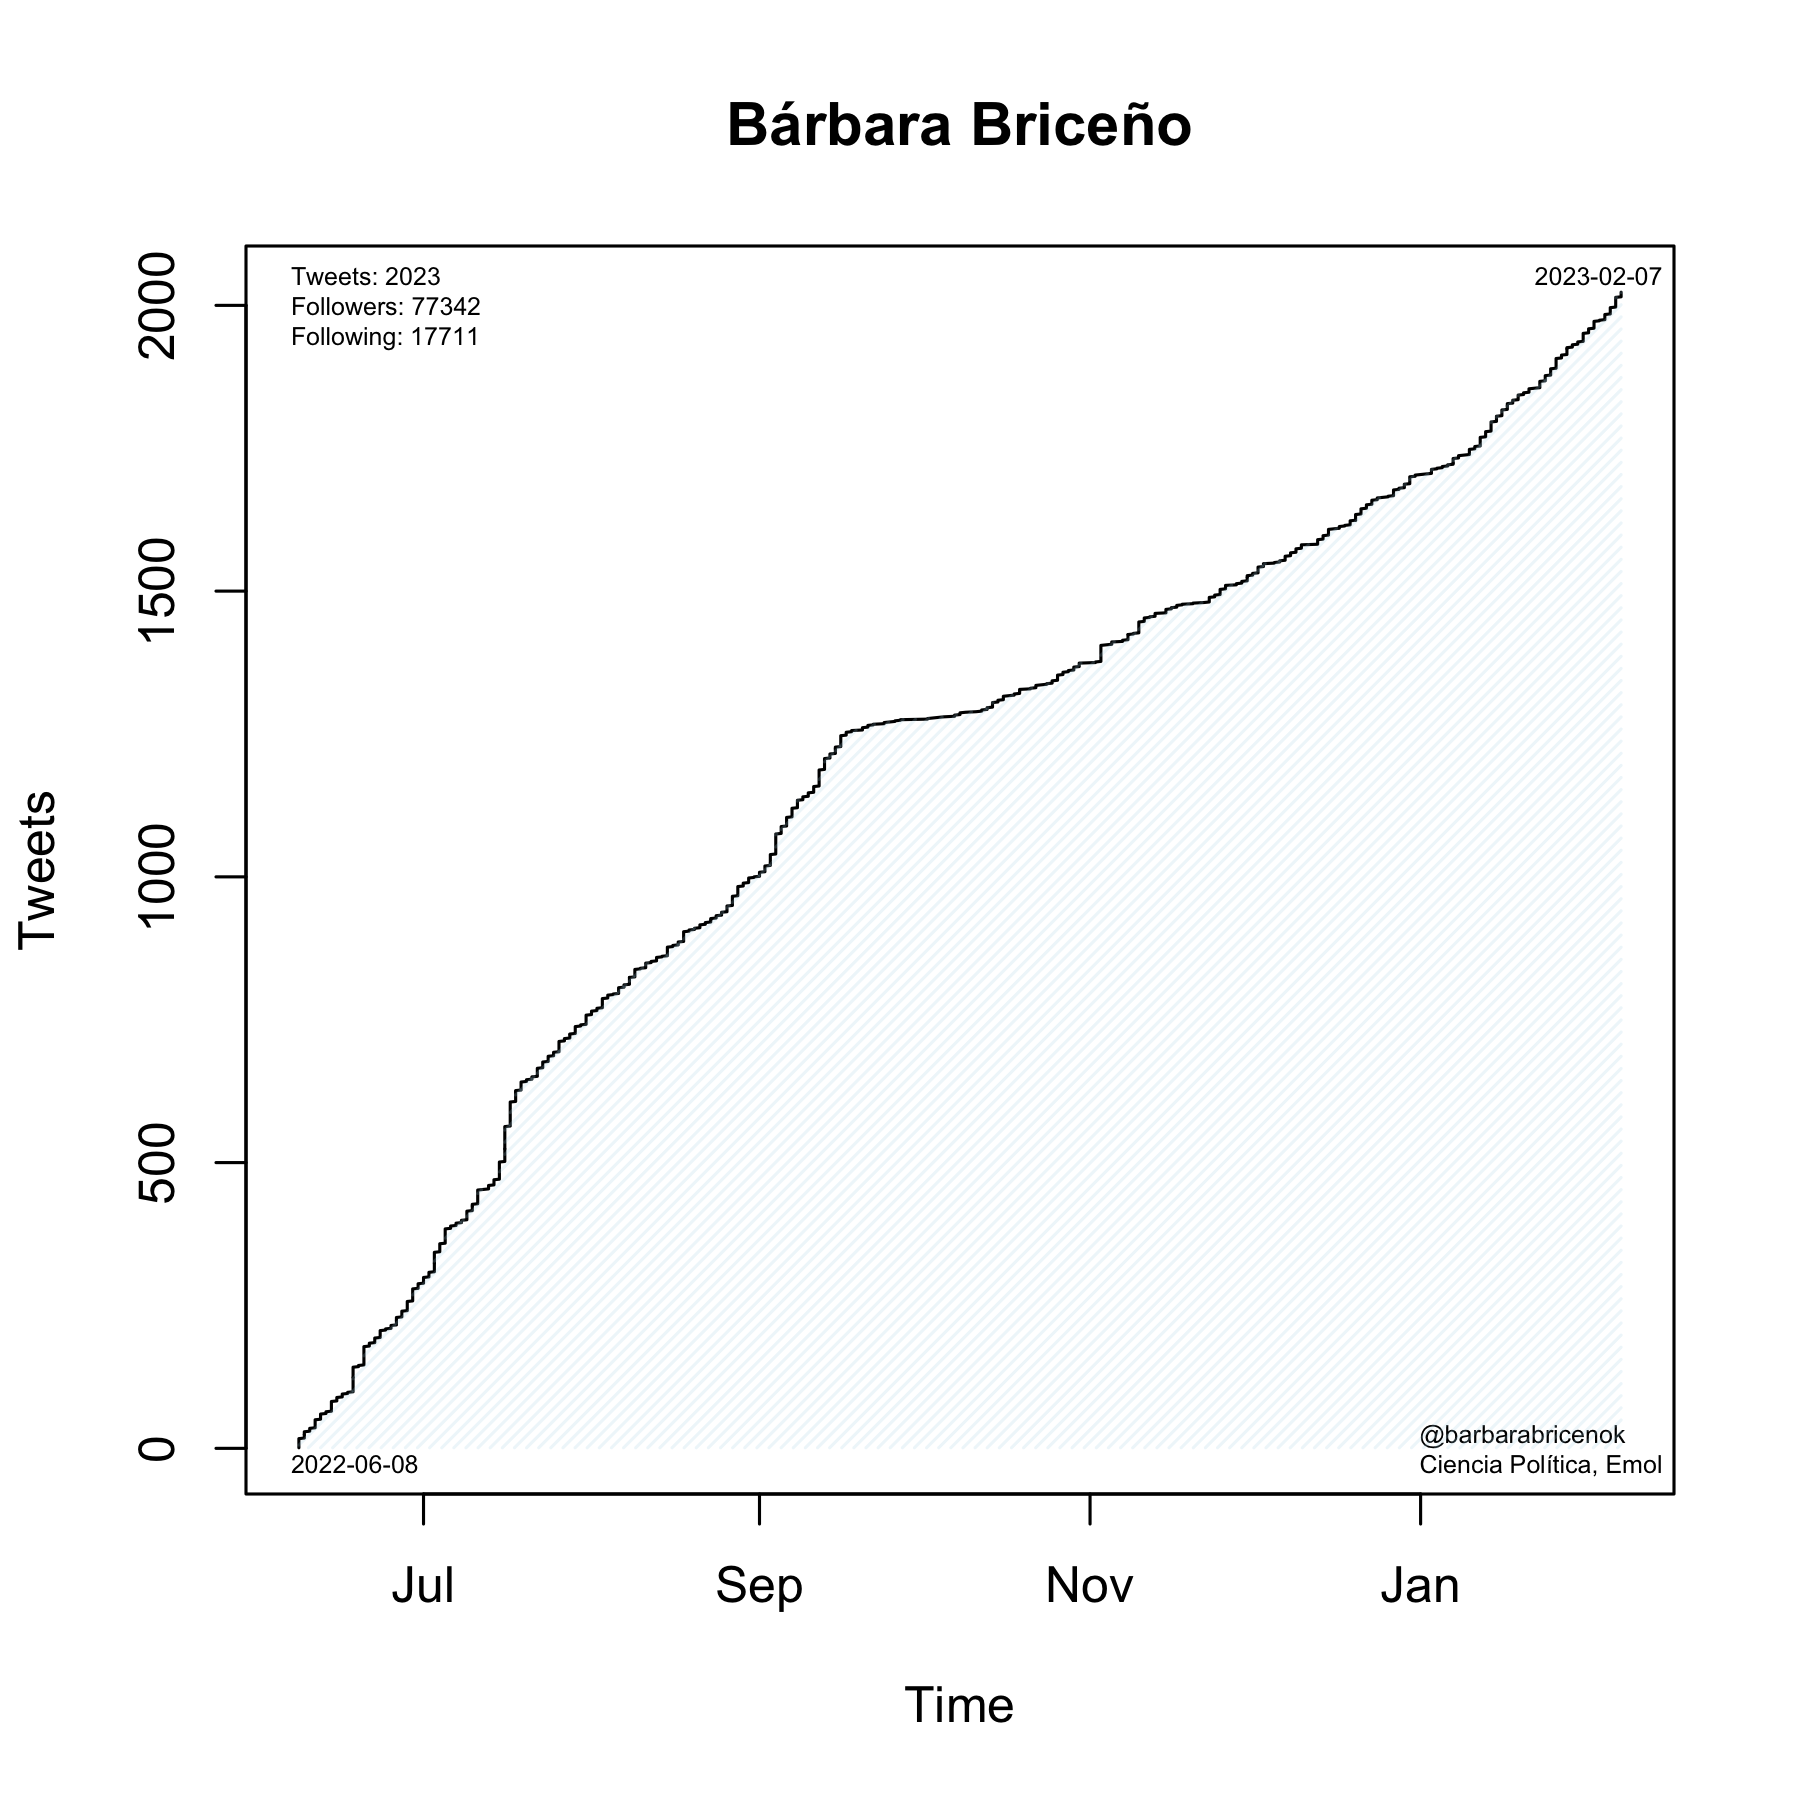 Bárbara Briceño
Tweets: 2023
Followers: 77342
Following: 17711
2023-02-07
2000
1500
1000
500
0
Tweets
@barbarabricenok
Ciencia Política, Emol
2022-06-08
Jul
Sep
Nov
Jan
Time